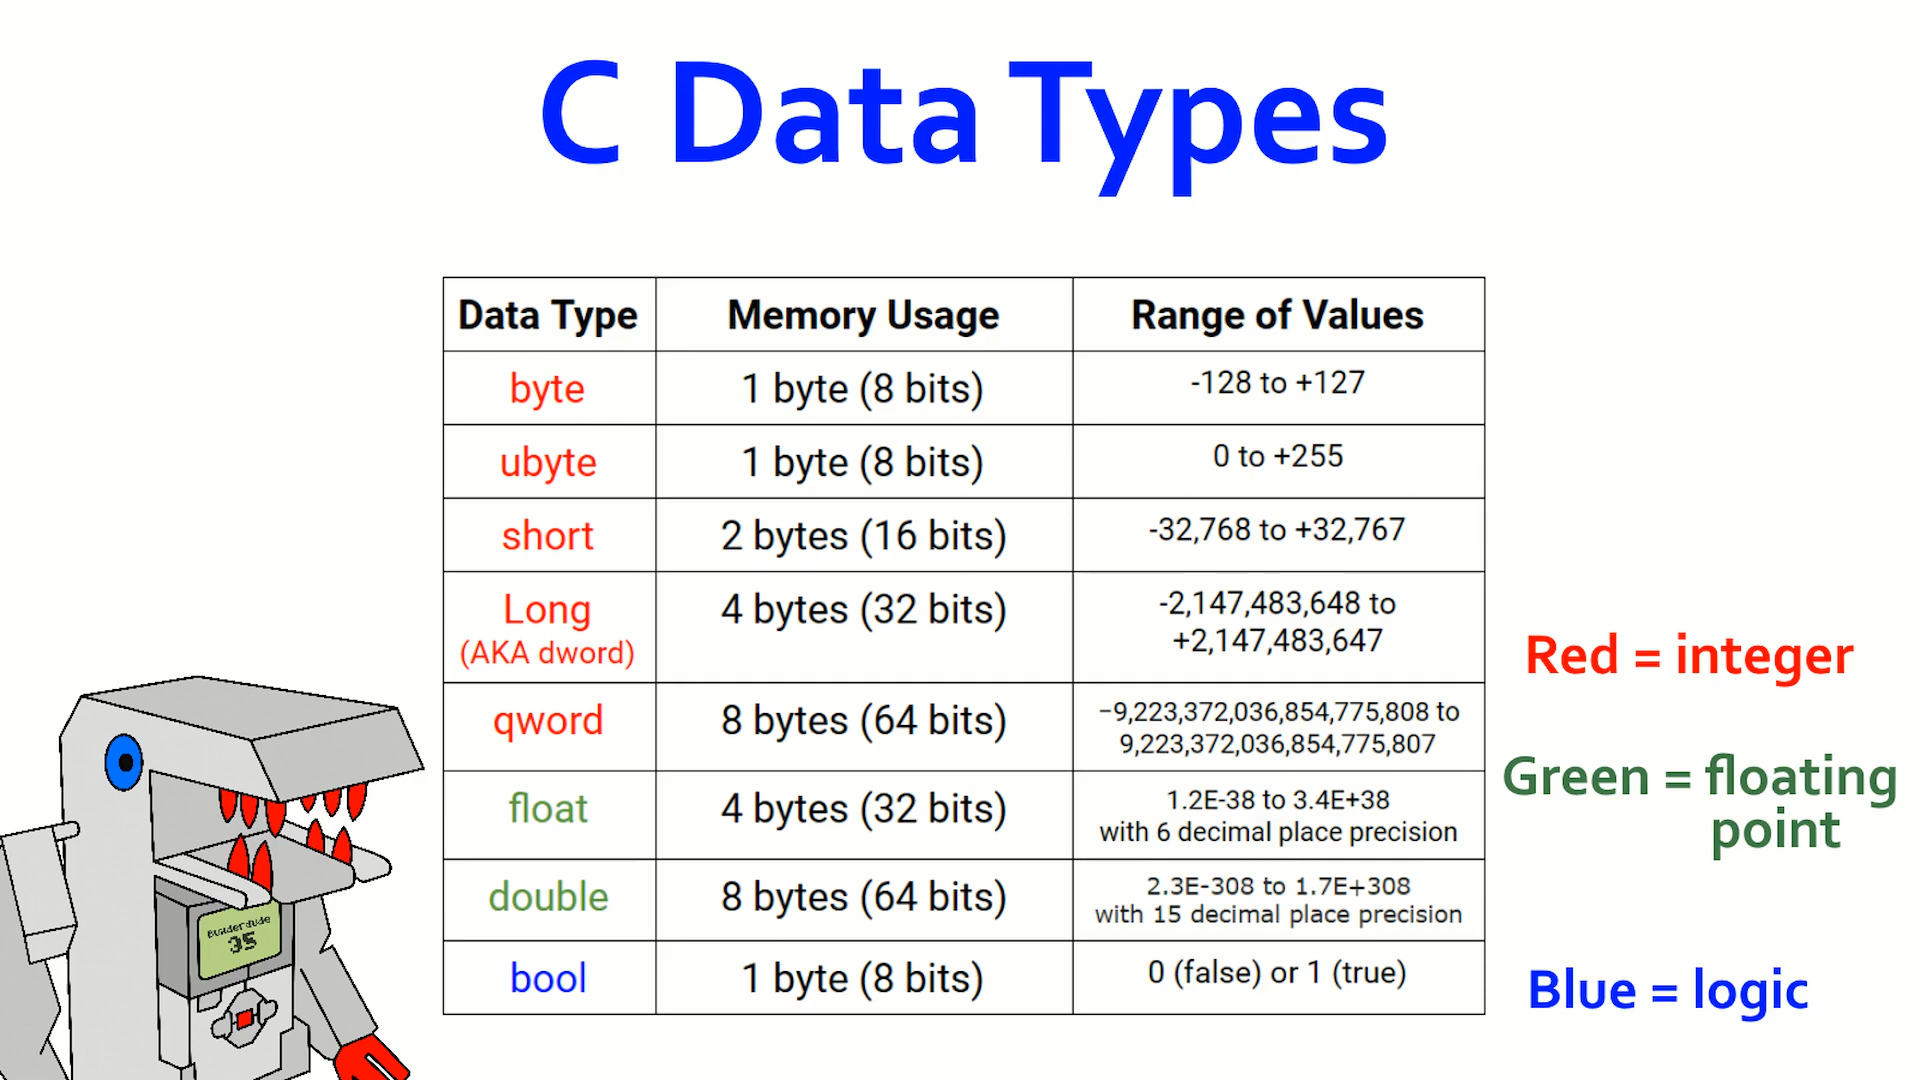 C Data Types
Data Type Memory Usage Range of Values
byte 1 byte (8 bits) -128 to +127
ubyte 1 byte (8 bits) 0 to +255
short 2 bytes (16 bits) -32,768 to +32,767
Long 4 bytes (32 bits) -2,147,483,648 to
(AKA dword) +2,147,483,647
qword 8 bytes (64 bits) −9,223,372,036,854,775,808 to
9,223,372,036,854,775,807
float 4 bytes (32 bits) 1.2E-38 to 3.4E+38
with 6 decimal place precision
double 8 bytes (64 bits) 2.3E-308 to 1.7E+308
with 15 decimal place precision
bool 1 byte (8 bits) 0 (false) or 1 (true)
Red = integer
Green = floating
point
Blue = logic
Builderdude
35